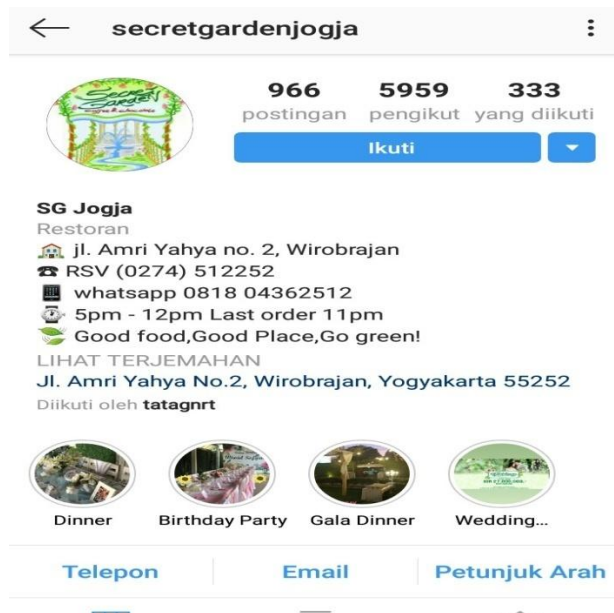 secretgardenjogja
Secret
Garden
966 5959 333
postingan pengikut yang diikuti
Ikuti
SG Jogja
Restoran
jl. Amri Yahya no. 2, Wirobrajan
RSV (0274) 512252
whatsapp 0818 04362512
5pm - 12pm Last order 11pm
Good food,Good Place,Go green!
LIHAT TERJEMAHAN
Jl. Amri Yahya No.2, Wirobrajan, Yogyakarta 55252
Diikuti oleh tatagnrt
Dinner Birthday Party Gala Dinner Wedding...
Telepon Email Petunjuk Arah